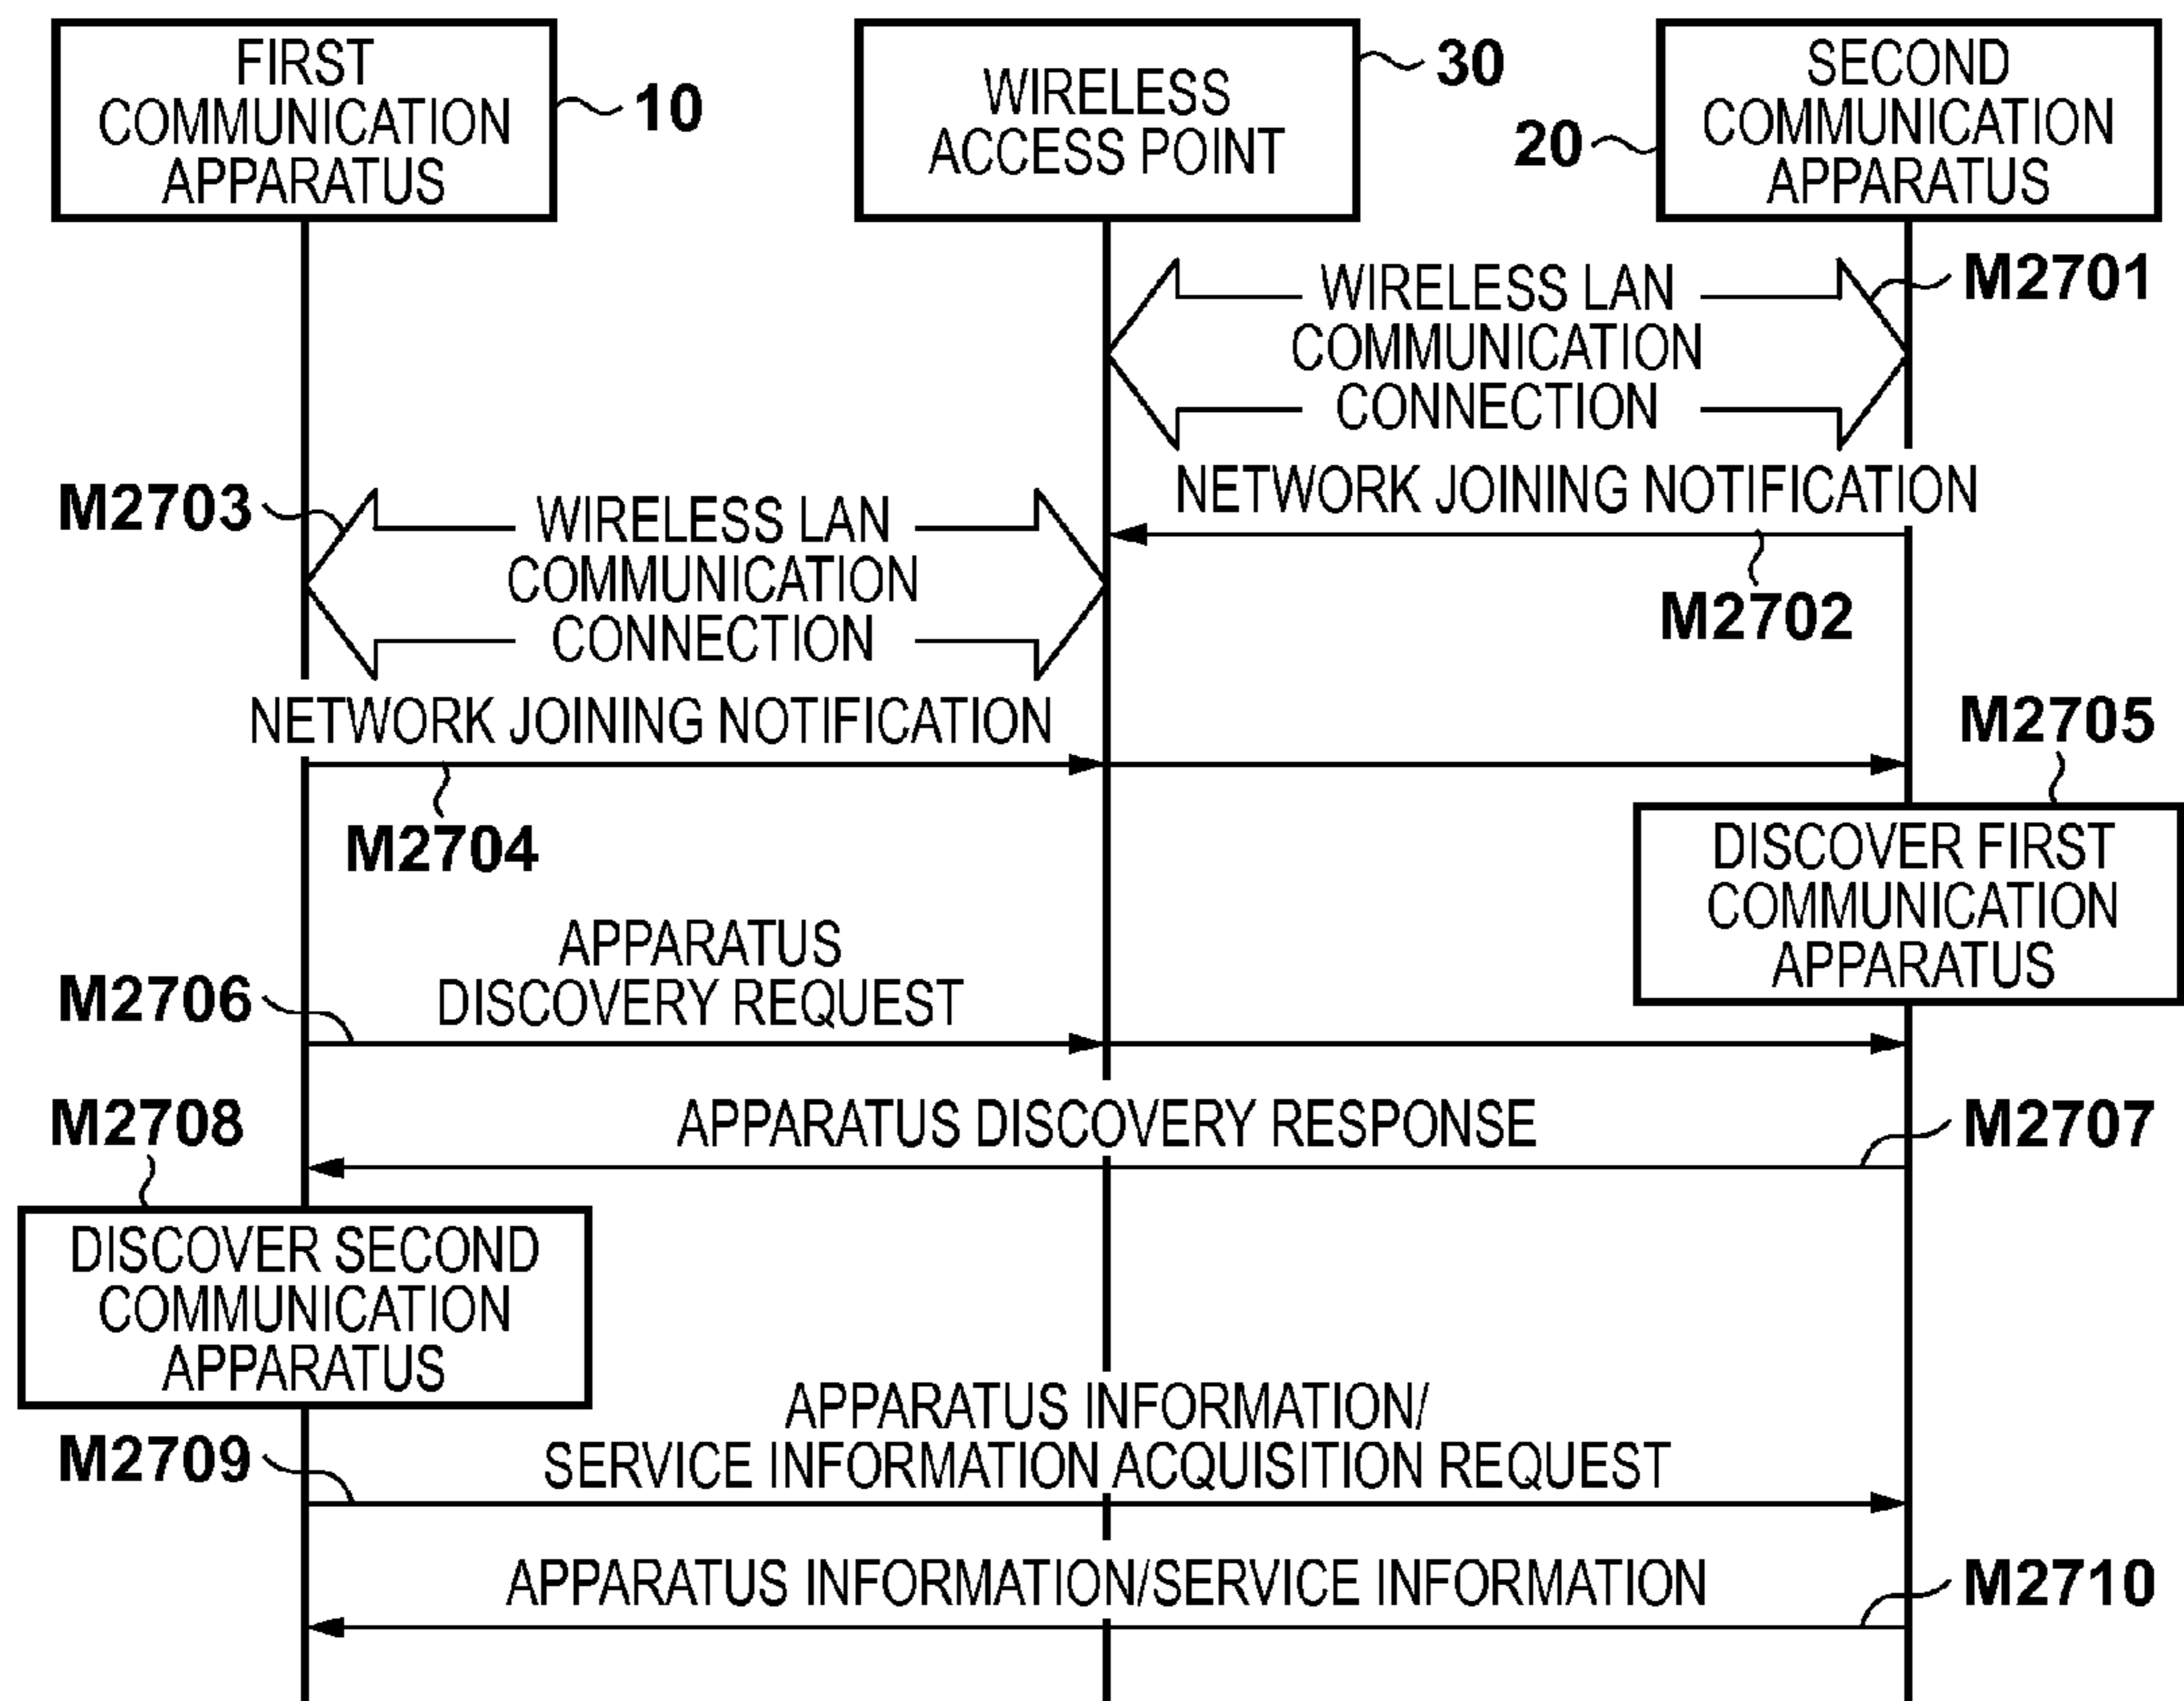 FIRST
COMMUNICATION
APPARATUS
10
WIRELESS
ACCESS POINT
30
SECOND
COMMUNICATION
APPARATUS
20
WIRELESS LAN
COMMUNICATION
CONNECTION
M2701
NETWORK JOINING NOTIFICATION
M2702
M2703
WIRELESS LAN
COMMUNICATION
CONNECTION
NETWORK JOINING NOTIFICATION
M2704
M2705
DISCOVER FIRST
COMMUNICATION
APPARATUS
M2706
APPARATUS
DISCOVERY REQUEST
APPARATUS DISCOVERY RESPONSE
M2707
M2708
DISCOVER SECOND
COMMUNICATION
APPARATUS
M2709
APPARATUS INFORMATION/
SERVICE INFORMATION ACQUISITION REQUEST
APPARATUS INFORMATION/SERVICE INFORMATION
M2710